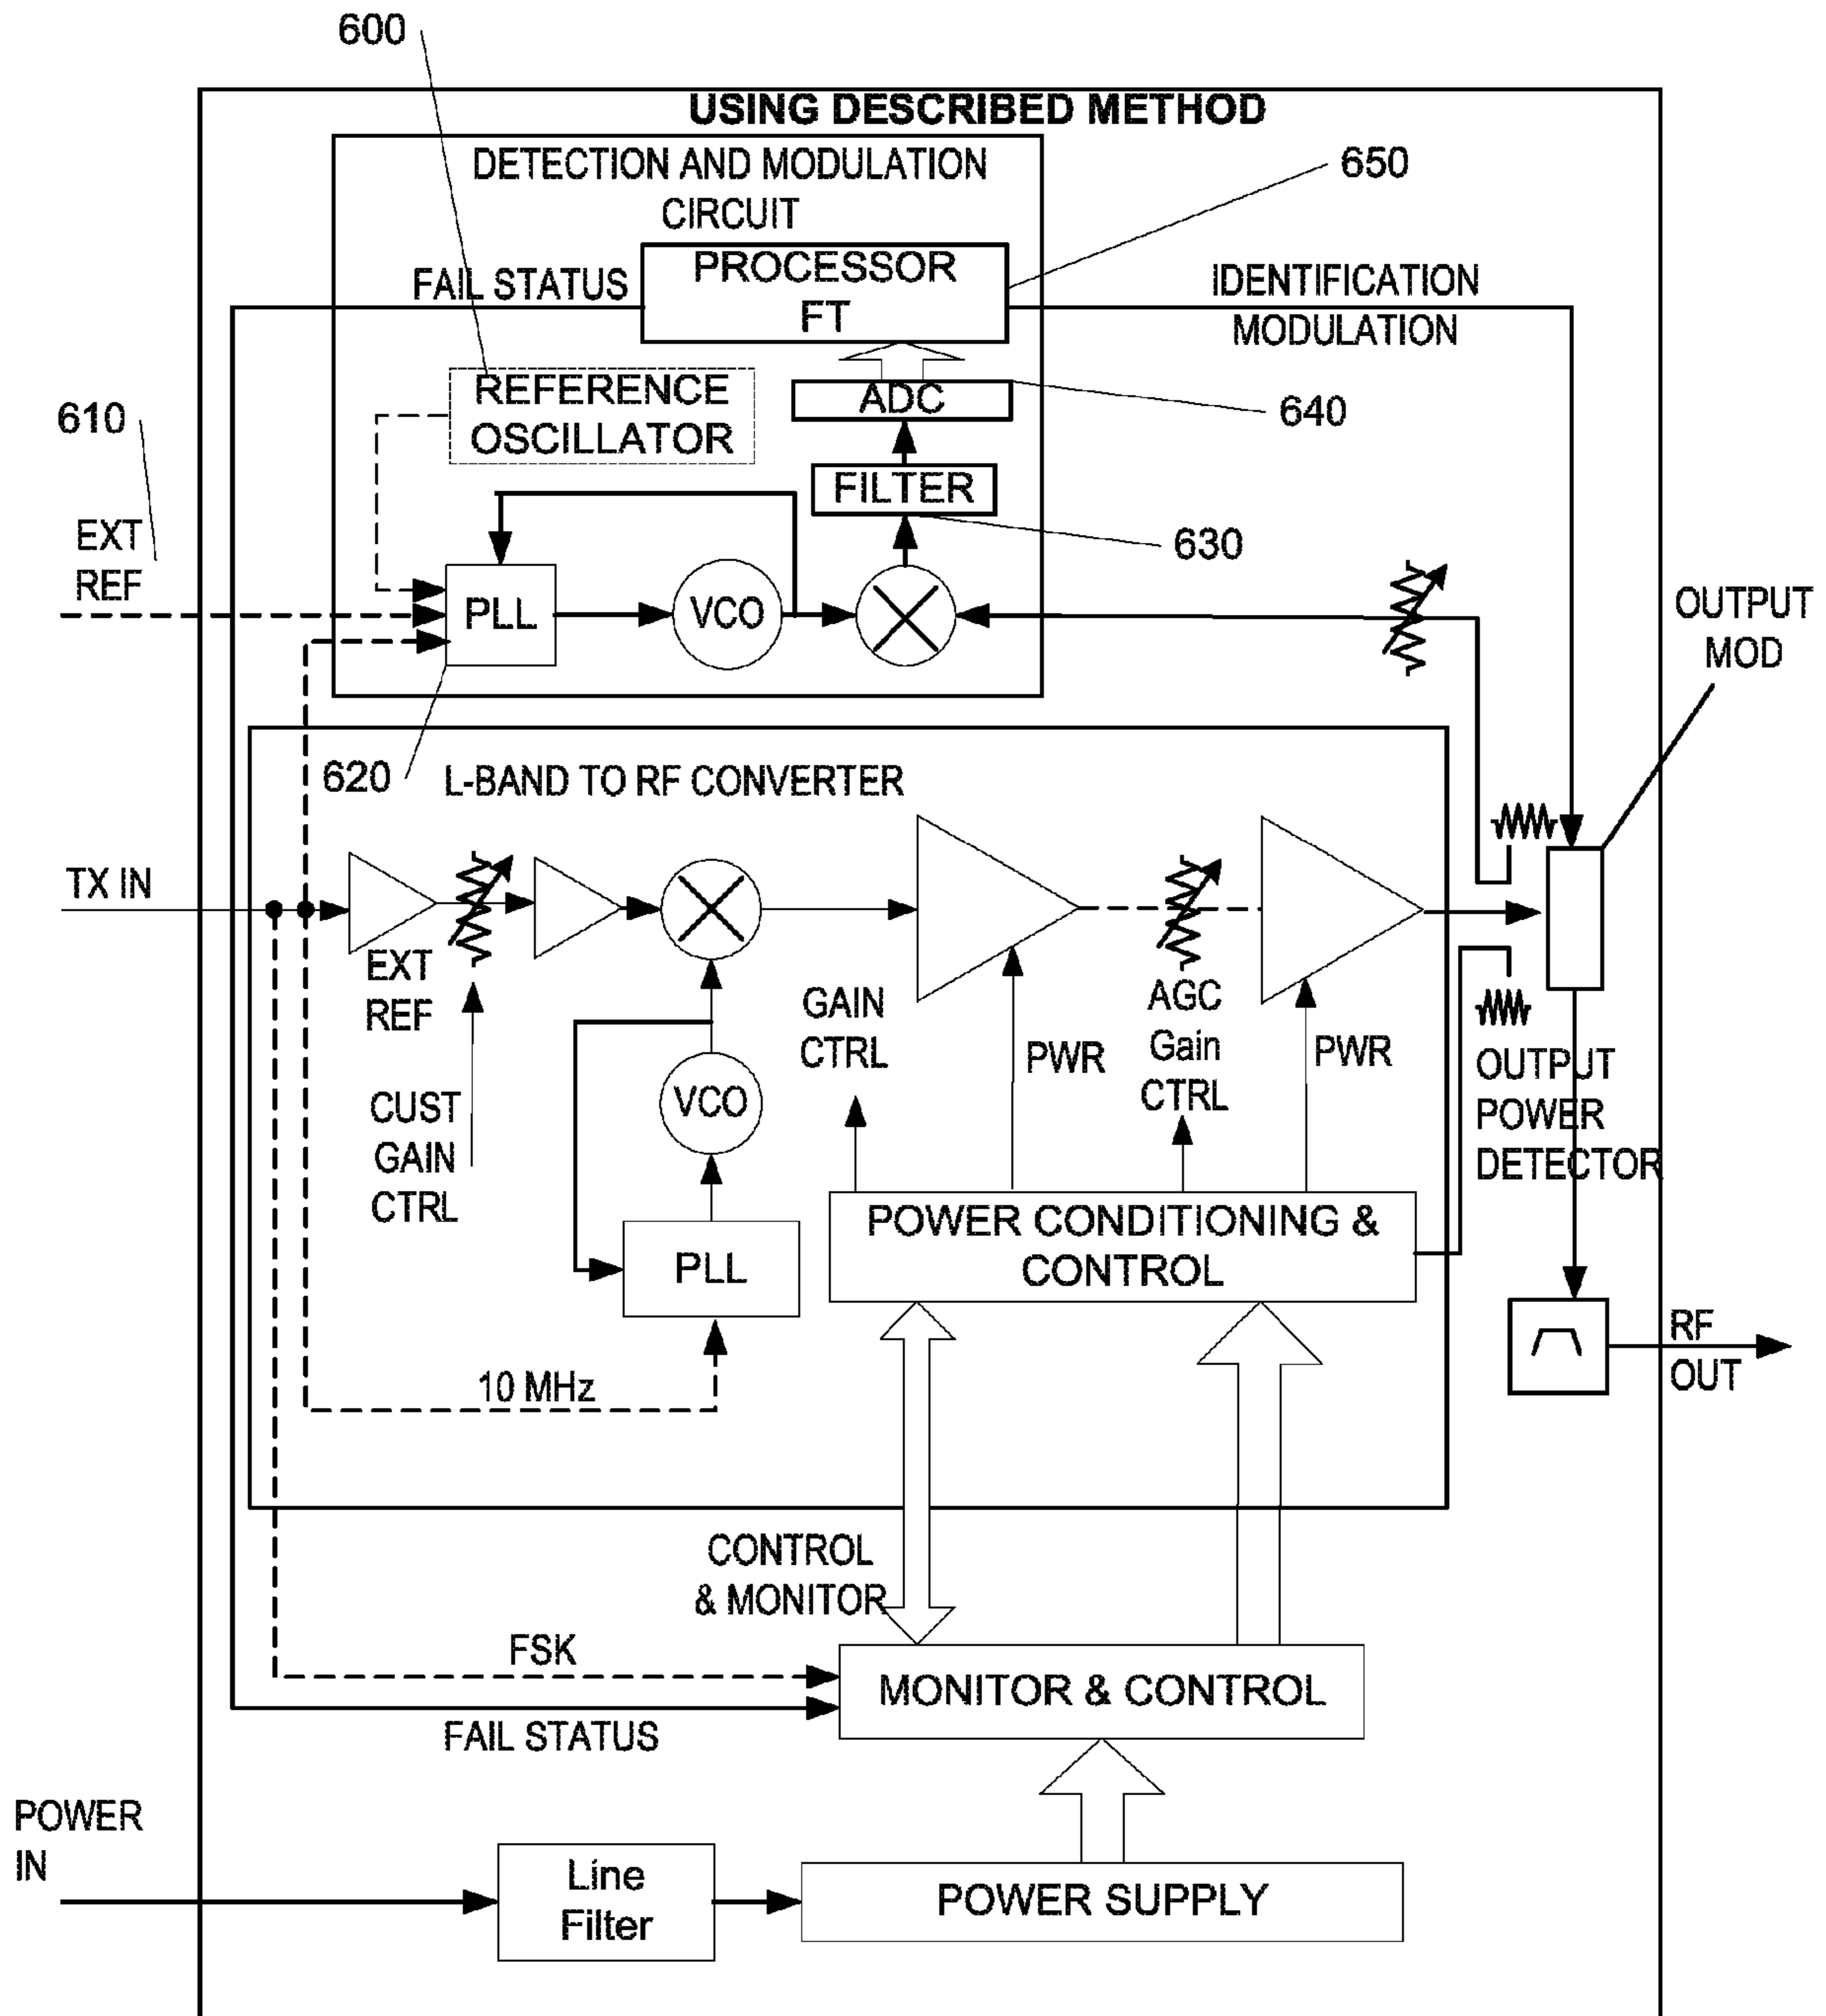 600
USING DESCRIBED METHOD
DETECTION AND MODULATION
CIRCUIT
650
PROCESSOR
FT
FAIL STATUS
IDENTIFICATION
MODULATION
REFERENCE
OSCILLATOR
ADC
640
610
FILTER
630
EXT
REF
PLL
VCO
OUTPUT
MOD
620
L-BAND TO RF CONVERTER
TX IN
EXT
REF
GAIN
CTRL
PWR
AGC
Gain
CTRL
PWR
OUTPUT
POWER
DETECTOR
CUST
GAIN
CTRL
VCO
POWER CONDITIONING &
CONTROL
PLL
RF
OUT
10 MHz
CONTROL
& MONITOR
FSK
MONITOR & CONTROL
FAIL STATUS
POWER
IN
Line
Filter
POWER SUPPLY